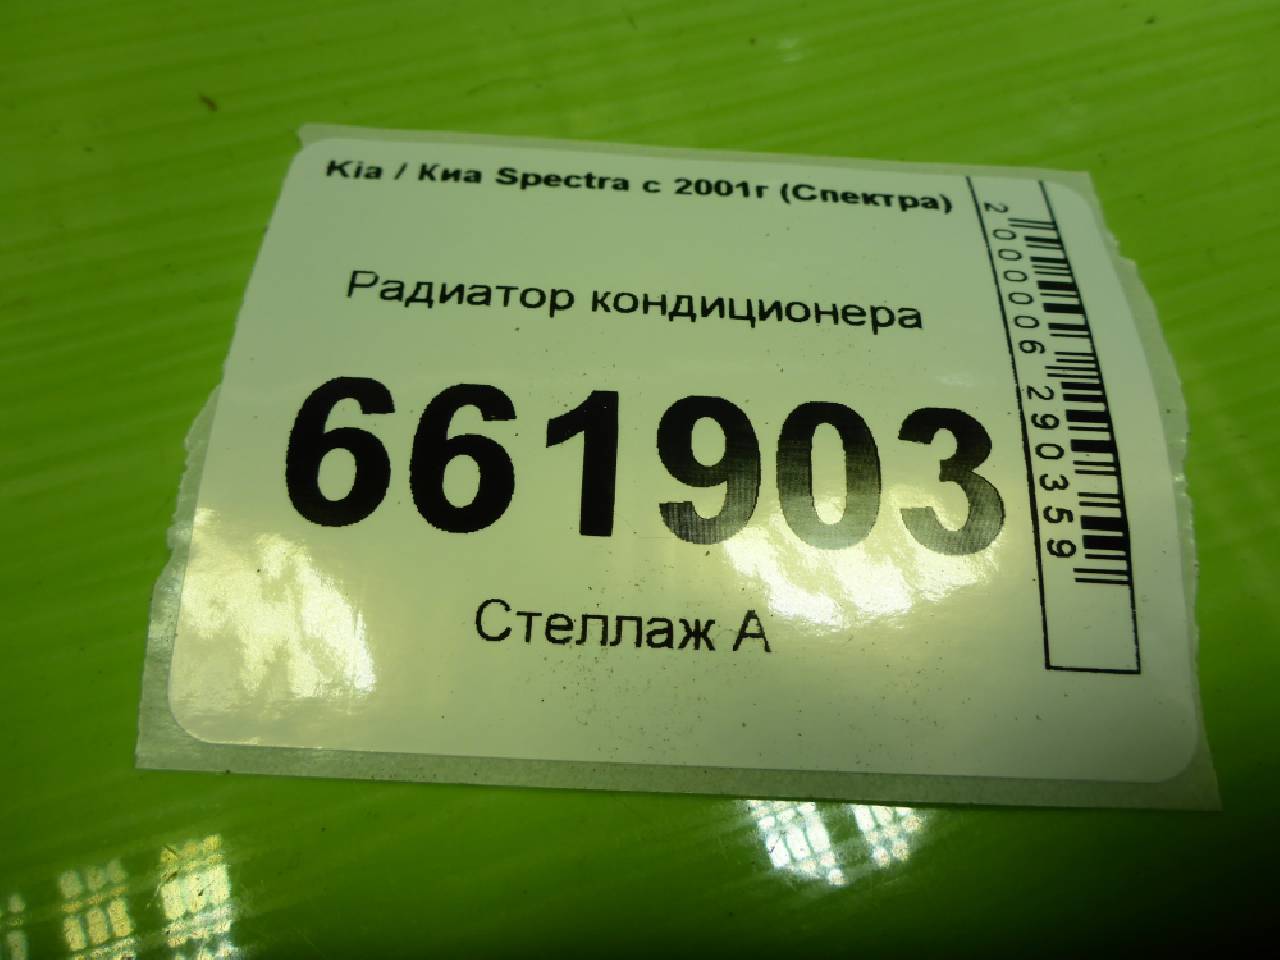 Kia / Киа Spectra с 2001г (Спектра)
Радиатор кондиционера
661903
Стеллаж А
2000006290359